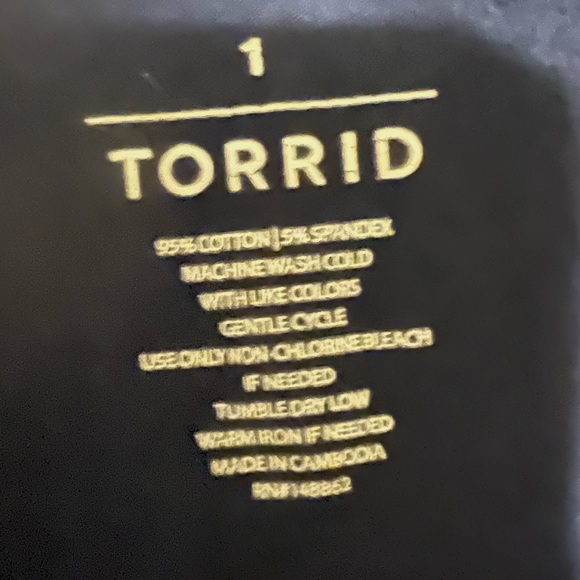 1
TORRID
95% COTTON | 5% SPANDEX
MACHINE WASH COLD
WITH LIKE COLORS
GENTLE CYCLE
USE ONLY NON-CHLORINE BLEACH
IF NEEDED
TUMBLE DRY LOW
WARM IRON IF NEEDED
MADE IN CAMBODIA